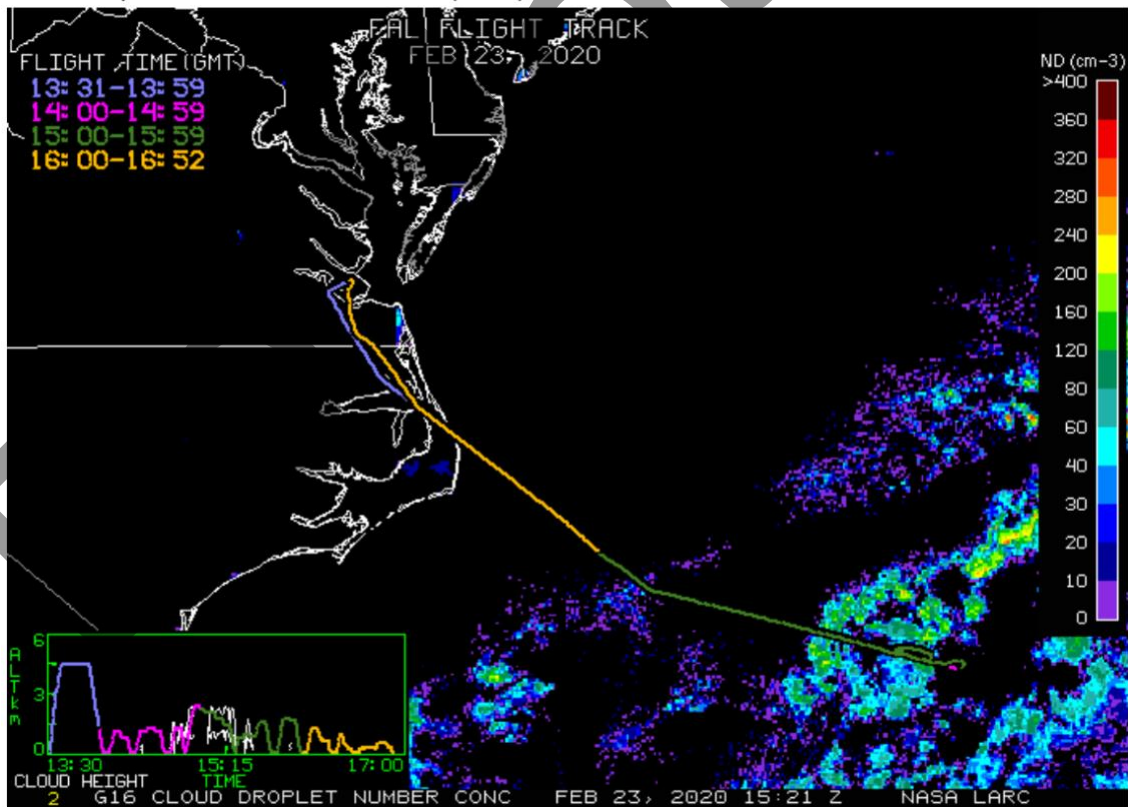 FAL FLIGHT TRACK
FEB 23, 2020
FLIGHT TIME(GMT)
13:31-13:59
14:00-14:59
15:00-15:59
16:00-16:52
ND (cm-3)
>400
360
320
280
240
200
160
120
80
60
40
30
20
10
0
6
3
0
ALT km
13:30 15:15 17:00
TIME
CLOUD HEIGHT
2 G16 CLOUD DROPLET NUMBER CONC FEB 23, 2020 15:21 Z NASA LARC